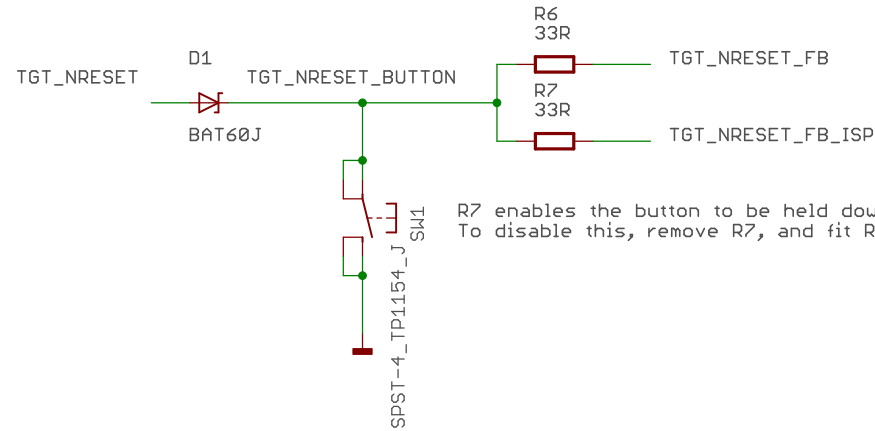 R6
33R
D1
TGT_NRESET
TGT_NRESET_BUTTON
TGT_NRESET_FB
R7
33R
BAT60J
TGT_NRESET_FB_ISP
SW1
SPST-4_TP1154_J
R7 enables the button to be held
To disable this, remove R7, and fit